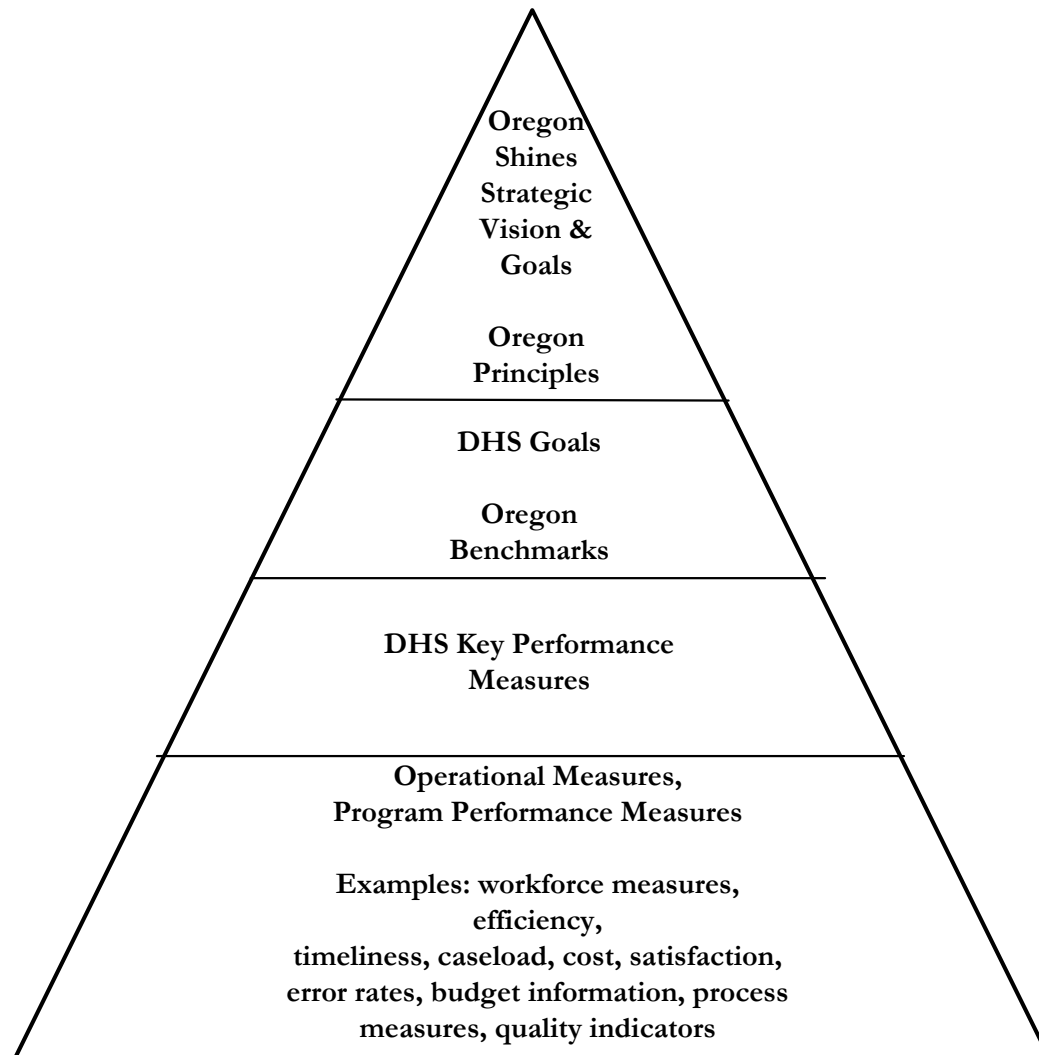 Oregon
Shines
Strategic
Vision &
Goals
Oregon
Principles
DHS Goals
Oregon
Benchmarks
DHS Key Performance
Measures
Operational Measures,
Program Performance Measures
Examples: workforce measures,
efficiency,
timeliness, caseload, cost, satisfaction,
error rates, budget information, process
measures, quality indicators